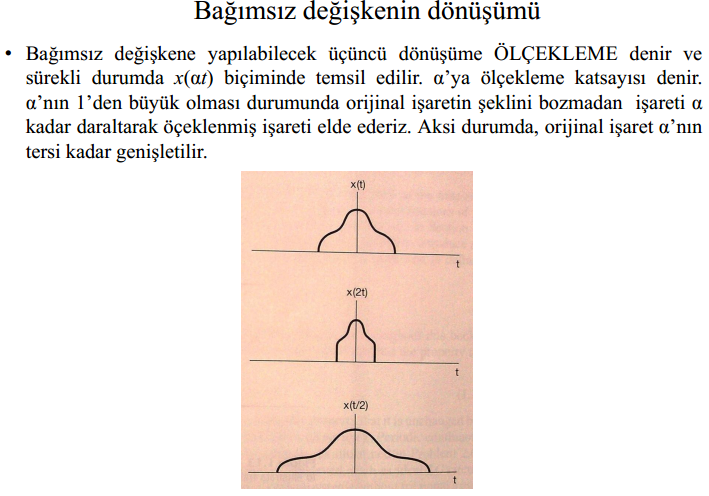 Bağımsız değişkenin dönüşümü
• Bağımsız değişkene yapılabilecek üçüncü dönüşüme ÖLÇEKLEME denir ve
sürekli durumda x(αt) biçiminde temsil edilir. α’ya ölçekleme katsayısı denir.
α’nın 1’den büyük olması durumunda orijinal işaretin şeklini bozmadan işareti α
kadar daraltarak öçeklenmiş işareti elde ederiz. Aksi durumda, orijinal işaret α’nın
tersi kadar genişletilir.
x(t)
t
x(2t)
t
x(t/2)
t